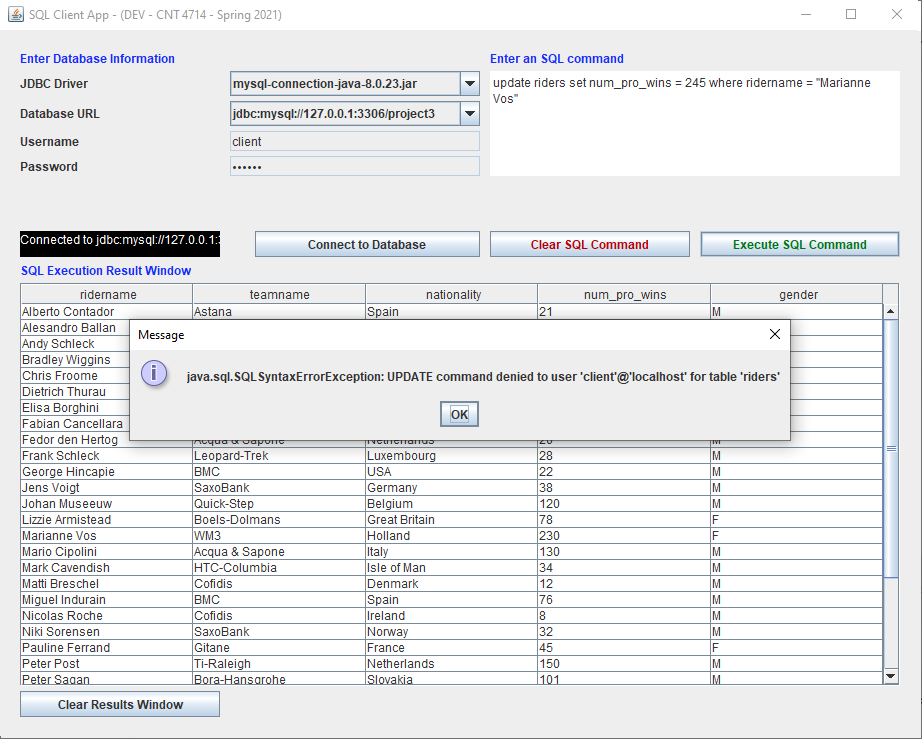 SQL Client App - (DEV - CNT 4714 - Spring 2021)
Enter Database Information
Enter an SQL command
JDBC Driver
mysql-connection-java-8.0.23.jar
update riders set num_pro_wins = 245 where ridername = "Marianne
Vos"
Database URL
jdbc:mysql://127.0.0.1:3306/project3
Username
client
Password
••••••
Connected to jdbc:mysql://127.0.0.1:
Connect to Database
Clear SQL Command
Execute SQL Command
SQL Execution Result Window
ridername teamname nationality num_pro_wins gender
Alberto Contador Astana Spain 21 M
Alesandro Ballan
Andy Schleck
Bradley Wiggins
Chris Froome
Dietrich Thurau
Elisa Borghini
Fabian Cancellara
Message
java.sql.SQLSyntaxErrorException: UPDATE command denied to user 'client'@'localhost' for table 'riders'
OK
Fedor den Hertog Acqua & Sapone Netherlands 20 M
Frank Schleck Leopard-Trek Luxembourg 28 M
George Hincapie BMC USA 22 M
Jens Voigt SaxoBank Germany 38 M
Johan Museeuw Quick-Step Belgium 120 M
Lizzie Armistead Boels-Dolmans Great Britain 78 F
Marianne Vos WM3 Holland 230 F
Mario Cipolini Acqua & Sapone Italy 130 M
Mark Cavendish HTC-Columbia Isle of Man 34 M
Matti Breschel Cofidis Denmark 12 M
Miguel Indurain BMC Spain 76 M
Nicolas Roche Cofidis Ireland 8 M
Niki Sorensen SaxoBank Norway 32 M
Pauline Ferrand Gitane France 45 F
Peter Post Ti-Raleigh Netherlands 150 M
Peter Sagan Bora-Hansgrohe Slovakia 101 M
Clear Results Window